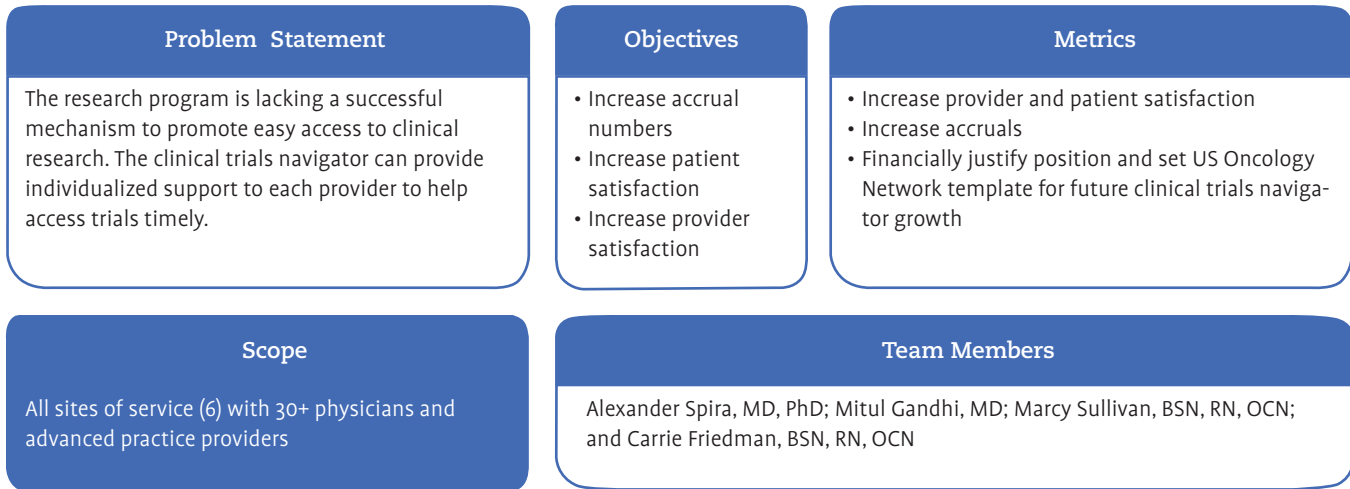 Problem Statement
The research program is lacking a successful
mechanism to promote easy access to clinical
research. The clinical trials navigator can provide
individualized support to each provider to help
access trials timely.
Objectives
• Increase accrual
numbers
• Increase patient
satisfaction
• Increase provider
satisfaction
Metrics
• Increase provider and patient satisfaction
• Increase accruals
• Financially justify position and set US Oncology
Network template for future clinical trials naviga-
tor growth
Scope
All sites of service (6) with 30+ physicians and
advanced practice providers
Team Members
Alexander Spira, MD, PhD; Mitul Gandhi, MD; Marcy Sullivan, BSN, RN, OCN;
and Carrie Friedman, BSN, RN, OCN